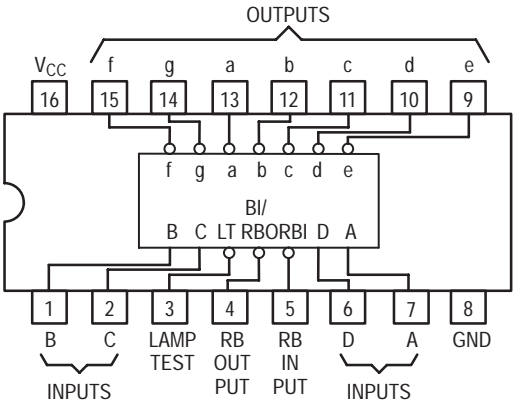 OUTPUTS
VCC f g a b c d e
16 15 14 13 12 11 10 9
f g a b c d e
BI/
B C LT RBO RBI D A
1 2 3 4 5 6 7 8
B C LAMP RB RB D A GND
TEST OUT IN
PUT PUT
INPUTS INPUTS